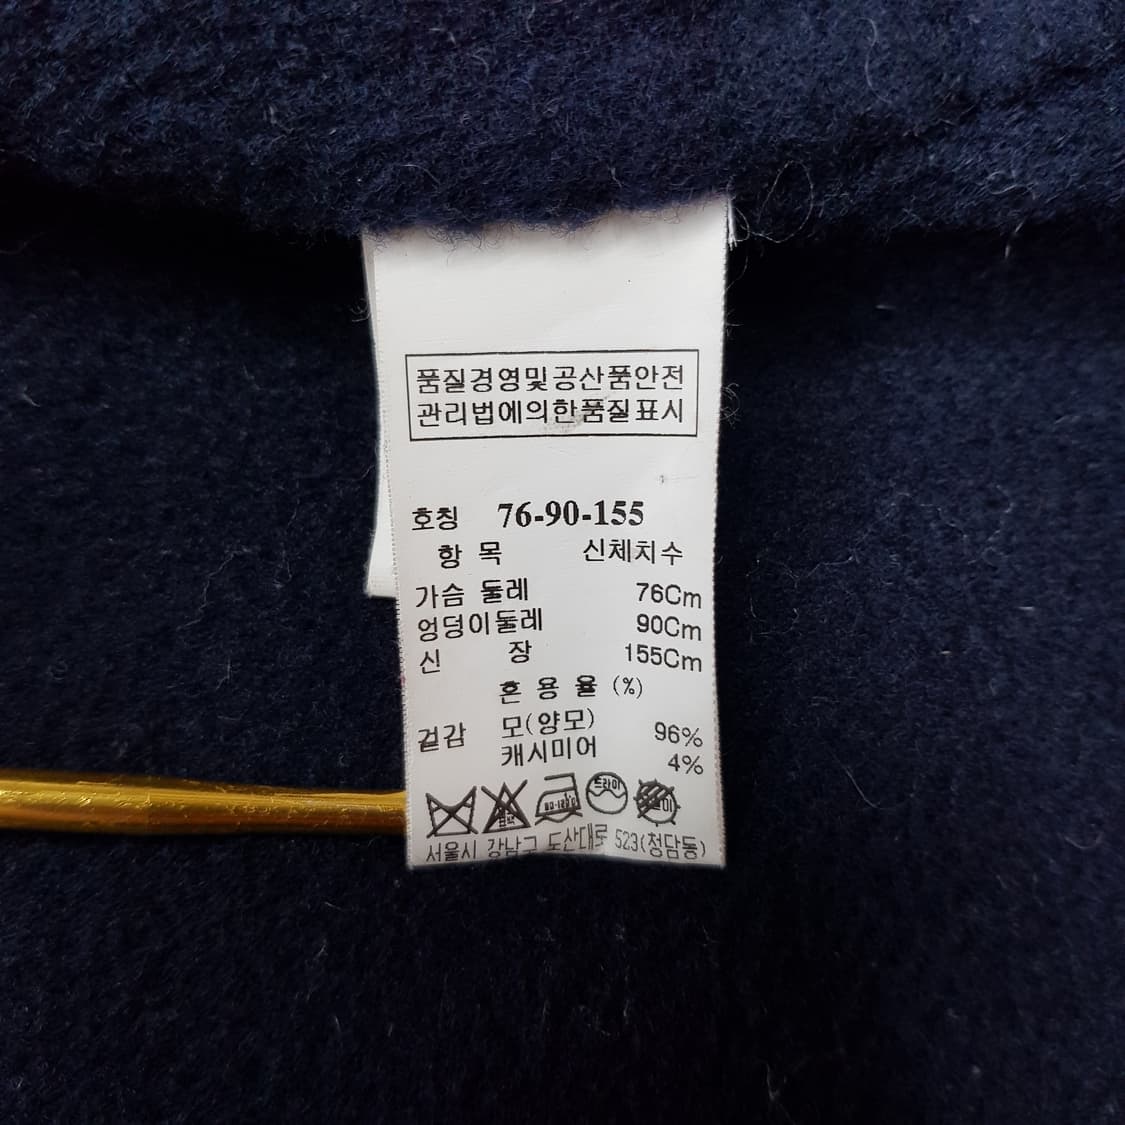 품질경영및공산품안전
관리법에의한품질표시
호칭 76-90-155
항 목 신체치수
가슴 둘레 76Cm
엉덩이둘레 90Cm
신 장 155Cm
혼 용 율 (%)
겉감 모(양모) 96%
캐시미어 4%
드라이
서울시 강남구 도산대로 523(청담동)